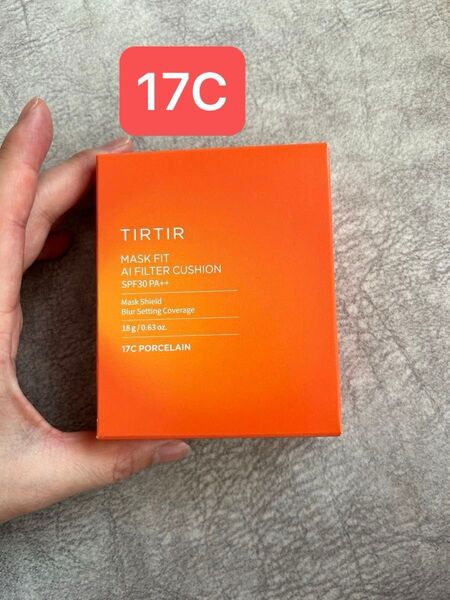 17C
TIRTIR
MASK FIT
AI FILTER CUSHION
SPF30 PA++
Mask Shield
Blur Setting Coverage
18 g / 0.63 oz.
17C PORCELAIN